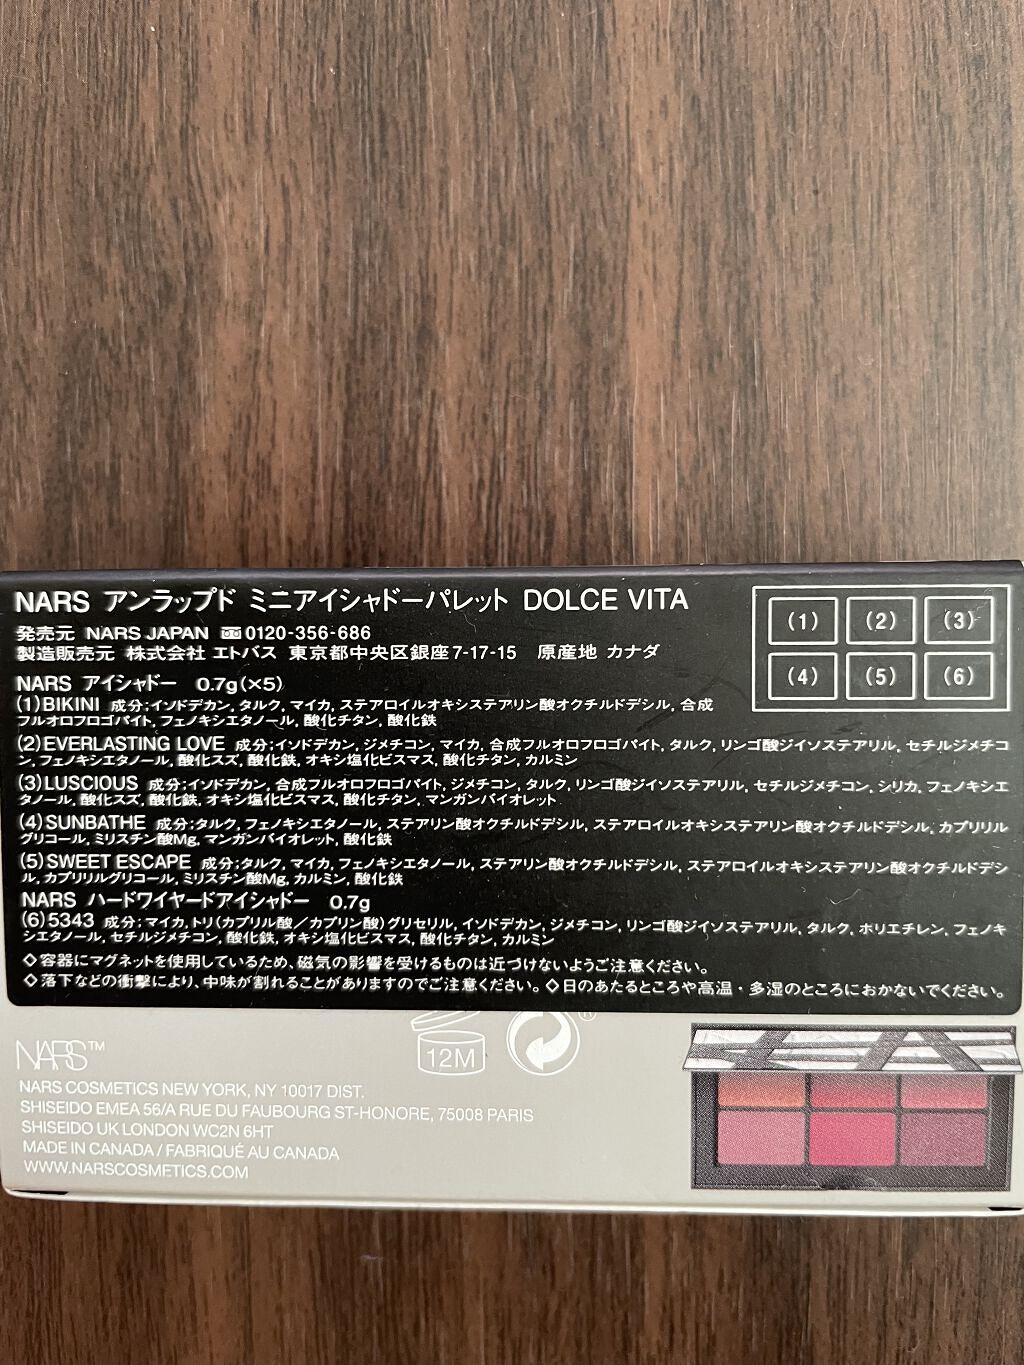 NARS アンラップド ミニアイシャドーパレット DOLCE VITA
発売元 NARS JAPAN 0120-356-686
製造販売元 株式会社 エトバス 東京都中央区銀座7-17-15 原産地 カナダ
(1) (2) (3)
(4) (5) (6)
NARS アイシャドー 0.7g(×5)
(1)BIKINI 成分:イソドデカン, タルク, マイカ, ステアロイルオキシステアリン酸オクチルドデシル, 合成
フルオロフロゴパイト, フェノキシエタノール, 酸化チタン, 酸化鉄
(2)EVERLASTING LOVE 成分:イソドデカン, ジメチコン, マイカ, 合成フルオロフロゴパイト, タルク, リンゴ酸ジイソステアリル, セチルジメチコ
ン, フェノキシエタノール, 酸化スズ, 酸化鉄, オキシ塩化ビスマス, 酸化チタン, カルミン
(3)LUSCIOUS 成分:イソドデカン, 合成フルオロフロゴパイト, ジメチコン, タルク, リンゴ酸ジイソステアリル, セチルジメチコン, シリカ, フェノキシエ
タノール, 酸化スズ, 酸化鉄, オキシ塩化ビスマス, 酸化チタン, マンガンバイオレット
(4)SUNBATHE 成分:タルク, フェノキシエタノール, ステアリン酸オクチルドデシル, ステアロイルオキシステアリン酸オクチルドデシル, カプリリル
グリコール, ミリスチン酸Mg, マンガンバイオレット, 酸化鉄
(5)SWEET ESCAPE 成分:タルク, マイカ, フェノキシエタノール, ステアリン酸オクチルドデシル, ステアロイルオキシステアリン酸オクチルドデシ
ル, カプリリルグリコール, ミリスチン酸Mg, カルミン, 酸化鉄
NARS ハードワイヤードアイシャドー 0.7g
(6)5343 成分:マイカ, トリ(カプリル酸/カプリン酸)グリセリル, イソドデカン, ジメチコン, リンゴ酸ジイソステアリル, タルク, ポリエチレン, フェノキ
シエタノール, セチルジメチコン, 酸化鉄, オキシ塩化ビスマス, 酸化チタン, カルミン
◇容器にマグネットを使用しているため、磁気の影響を受けるものは近づけないようご注意ください。
◇落下などの衝撃により、中味が割れることがありますのでご注意ください。◇日のあたるところや高温・多湿のところにおかないでください。
12M
®
NARS™
NARS COSMETICS NEW YORK, NY 10017 DIST.
SHISEIDO EMEA 56/A RUE DU FAUBOURG ST-HONORE, 75008 PARIS
SHISEIDO UK LONDON WC2N 6HT
MADE IN CANADA / FABRIQUÉ AU CANADA
WWW.NARSCOSMETICS.COM